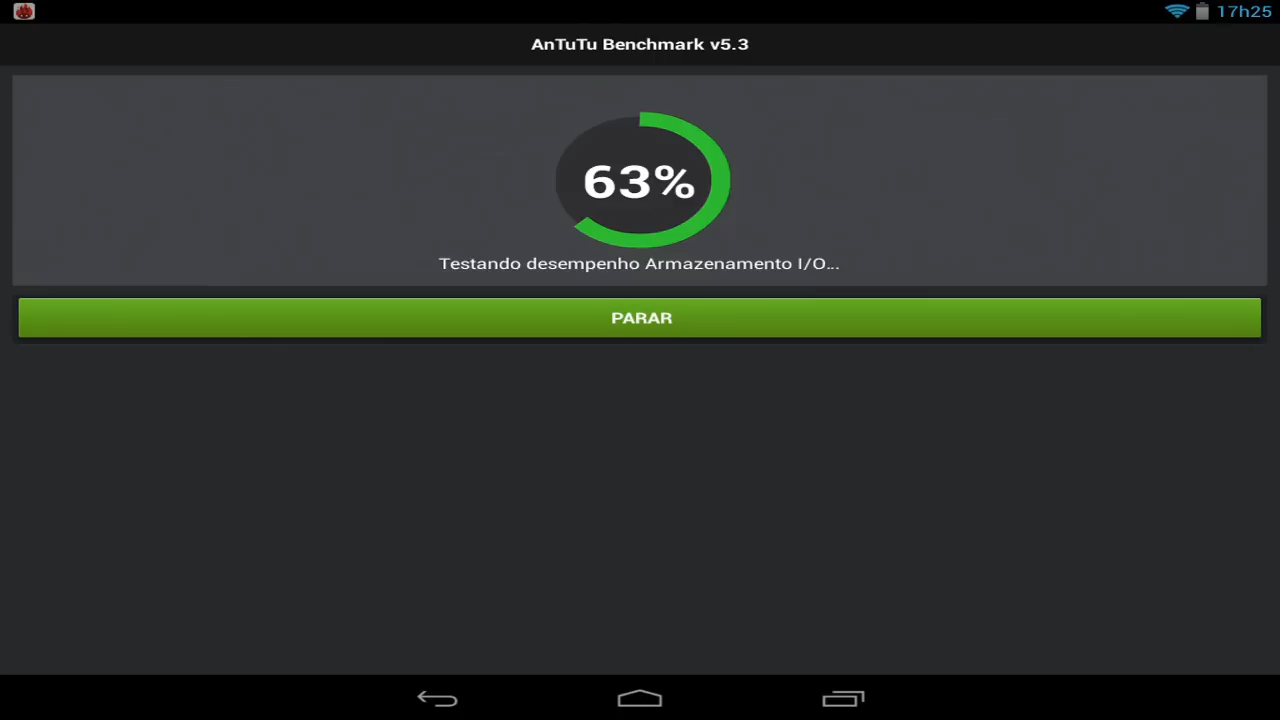 17h25
AnTuTu Benchmark v5.3
63%
Testando desempenho Armazenamento I/O...
PARAR